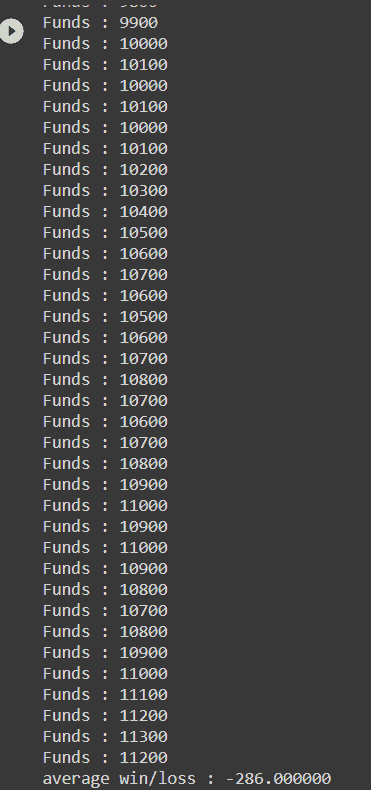 Funds : 9800
Funds : 9900
Funds : 10000
Funds : 10100
Funds : 10000
Funds : 10100
Funds : 10000
Funds : 10100
Funds : 10200
Funds : 10300
Funds : 10400
Funds : 10500
Funds : 10600
Funds : 10700
Funds : 10600
Funds : 10500
Funds : 10600
Funds : 10700
Funds : 10800
Funds : 10700
Funds : 10600
Funds : 10700
Funds : 10800
Funds : 10900
Funds : 11000
Funds : 10900
Funds : 11000
Funds : 10900
Funds : 10800
Funds : 10700
Funds : 10800
Funds : 10900
Funds : 11000
Funds : 11100
Funds : 11200
Funds : 11300
Funds : 11200
average win/loss : -286.000000